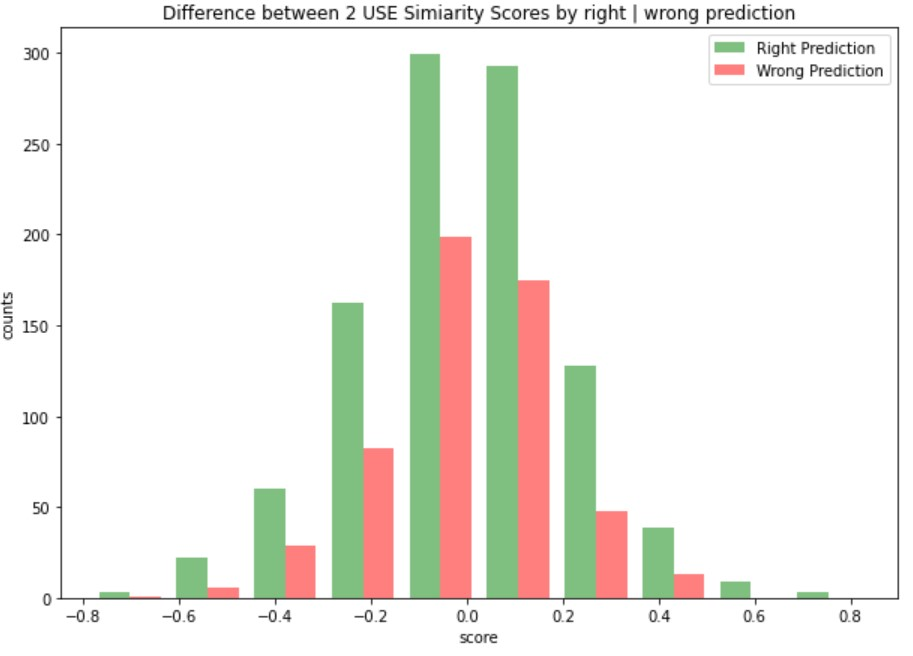 Difference between 2 USE Simiarity Scores by right | wrong prediction
Right Prediction
Wrong Prediction
counts
300
250
200
150
100
50
0
−0.8 −0.6 −0.4 −0.2 0.0 0.2 0.4 0.6 0.8
score